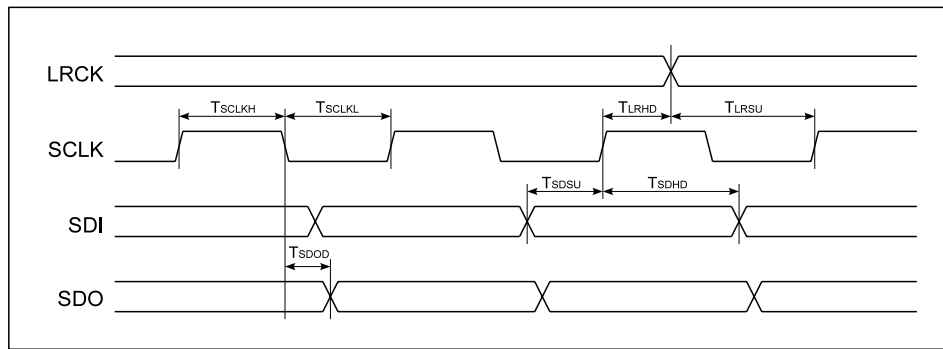 LRCK
TSCLKH TSCLKL TLRHD TLRSU
SCLK
TSDSU TSDHD
SDI
TSDOD
SDO